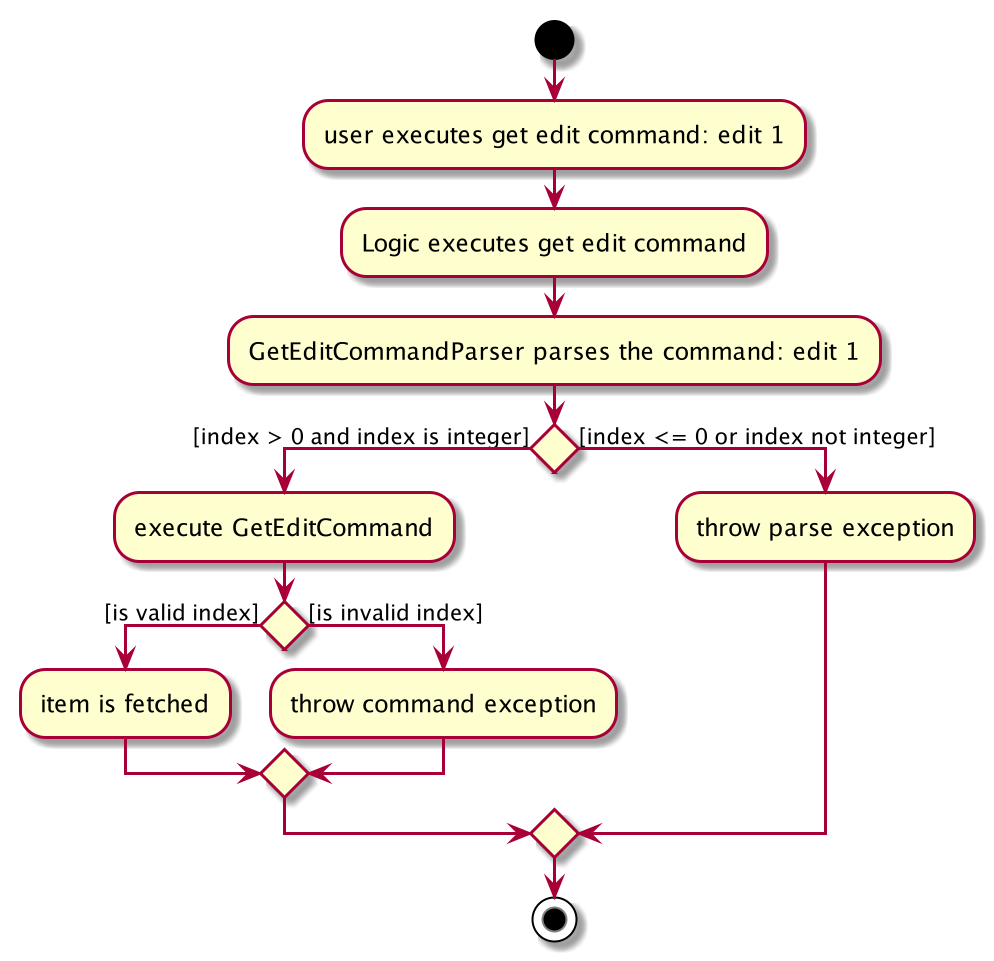 user executes get edit command: edit 1
Logic executes get edit command
GetEditCommandParser parses the command: edit 1
[index > 0 and index is integer]
[index <= 0 or index not integer]
execute GetEditCommand
throw parse exception
[is valid index]
[is invalid index]
item is fetched
throw command exception